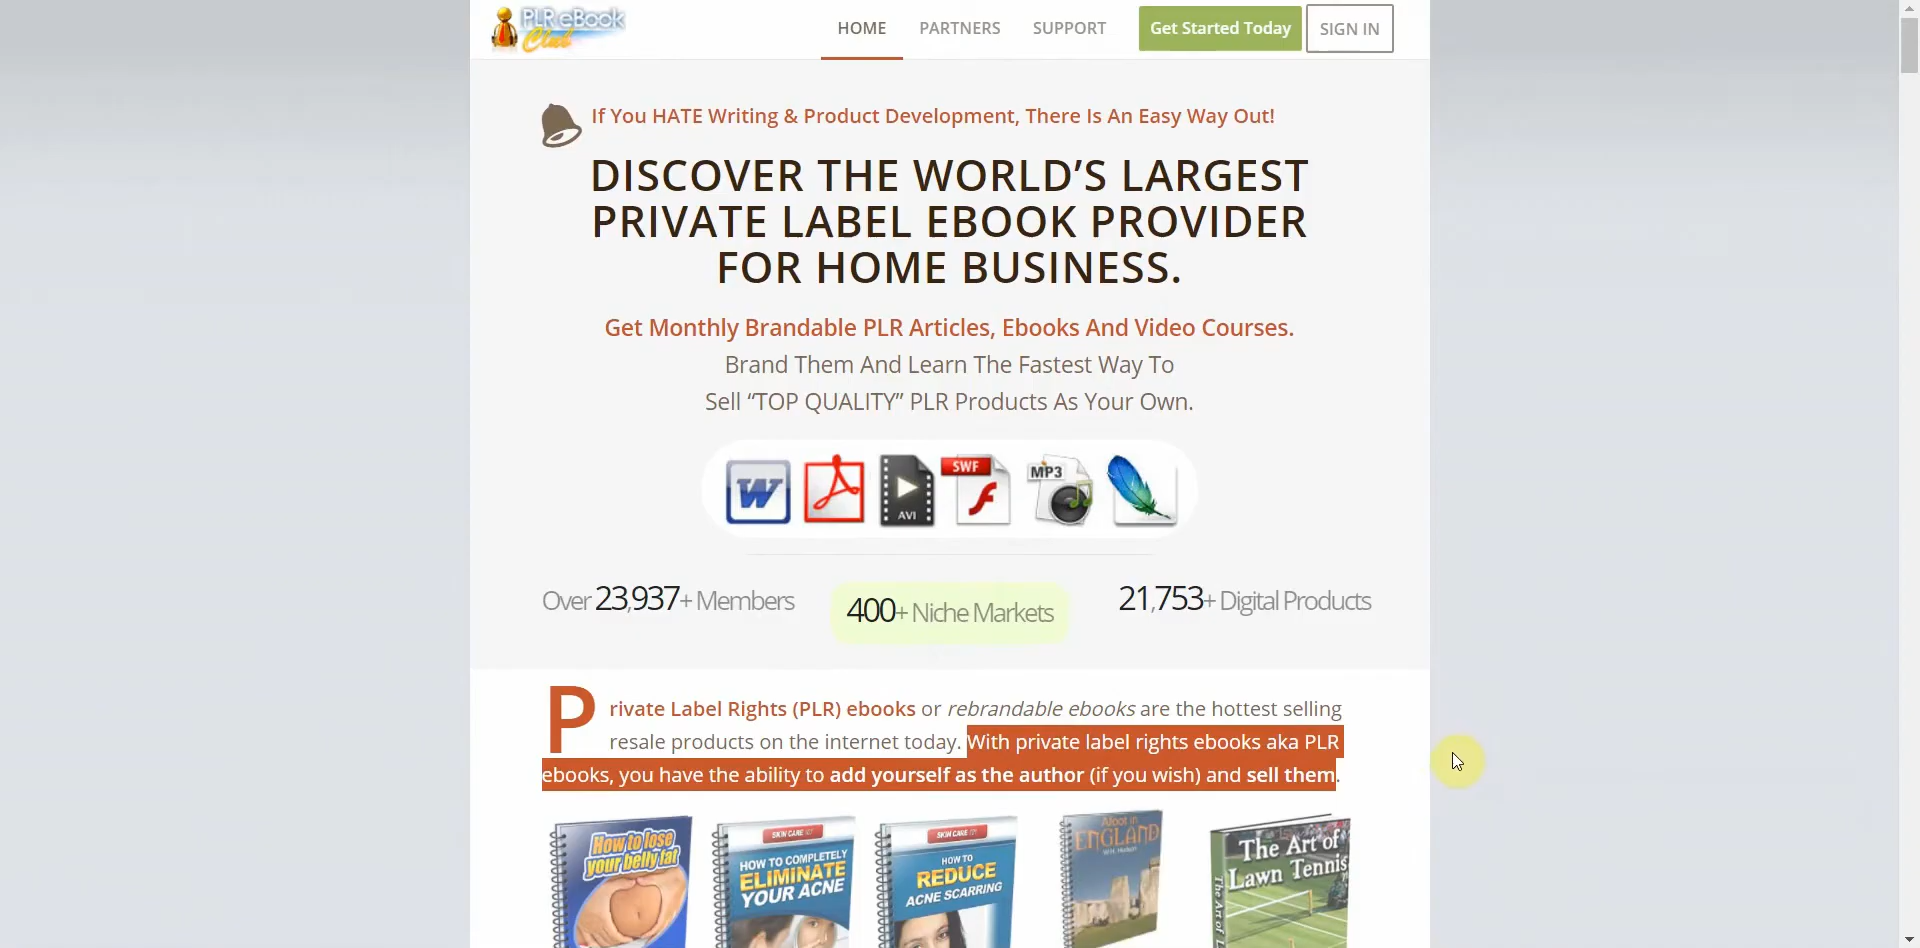 PLR eBook
Club
HOME
PARTNERS
SUPPORT
Get Started Today
SIGN IN
If You HATE Writing & Product Development, There Is An Easy Way Out!
DISCOVER THE WORLD’S LARGEST
PRIVATE LABEL EBOOK PROVIDER
FOR HOME BUSINESS.
Get Monthly Brandable PLR Articles, Ebooks And Video Courses.
Brand Them And Learn The Fastest Way To
Sell “TOP QUALITY” PLR Products As Your Own.
W
AVI
SWF
MP3
Over 23,937+ Members
400+ Niche Markets
21,753+ Digital Products
Private Label Rights (PLR) ebooks or rebrandable ebooks are the hottest selling
resale products on the internet today. With private label rights ebooks aka PLR
ebooks, you have the ability to add yourself as the author (if you wish) and sell them.
How to lose
your belly fat
SKIN CARE
HOW TO COMPLETELY
ELIMINATE
YOUR ACNE
SKIN CARE
HOW TO
REDUCE
ACNE SCARRING
Afoot in
ENGLAND
W.H. Hudson
The Art of
Lawn Tennis